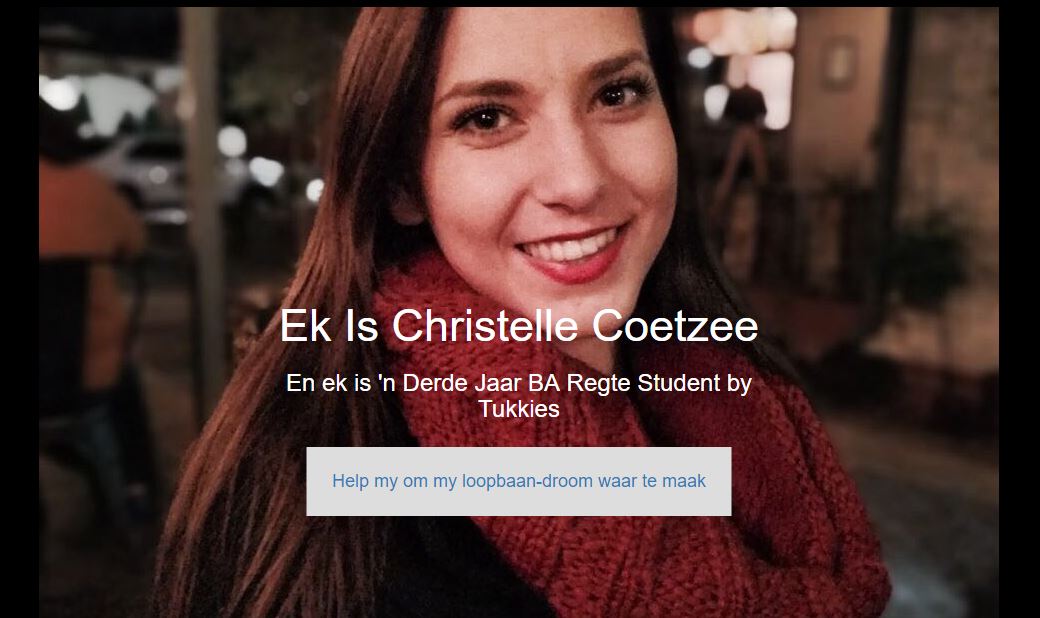 Ek Is Christelle Coetzee
En ek is 'n Derde Jaar BA Regte Student by
Tukkies
Help my om my loopbaan-droom waar te maak